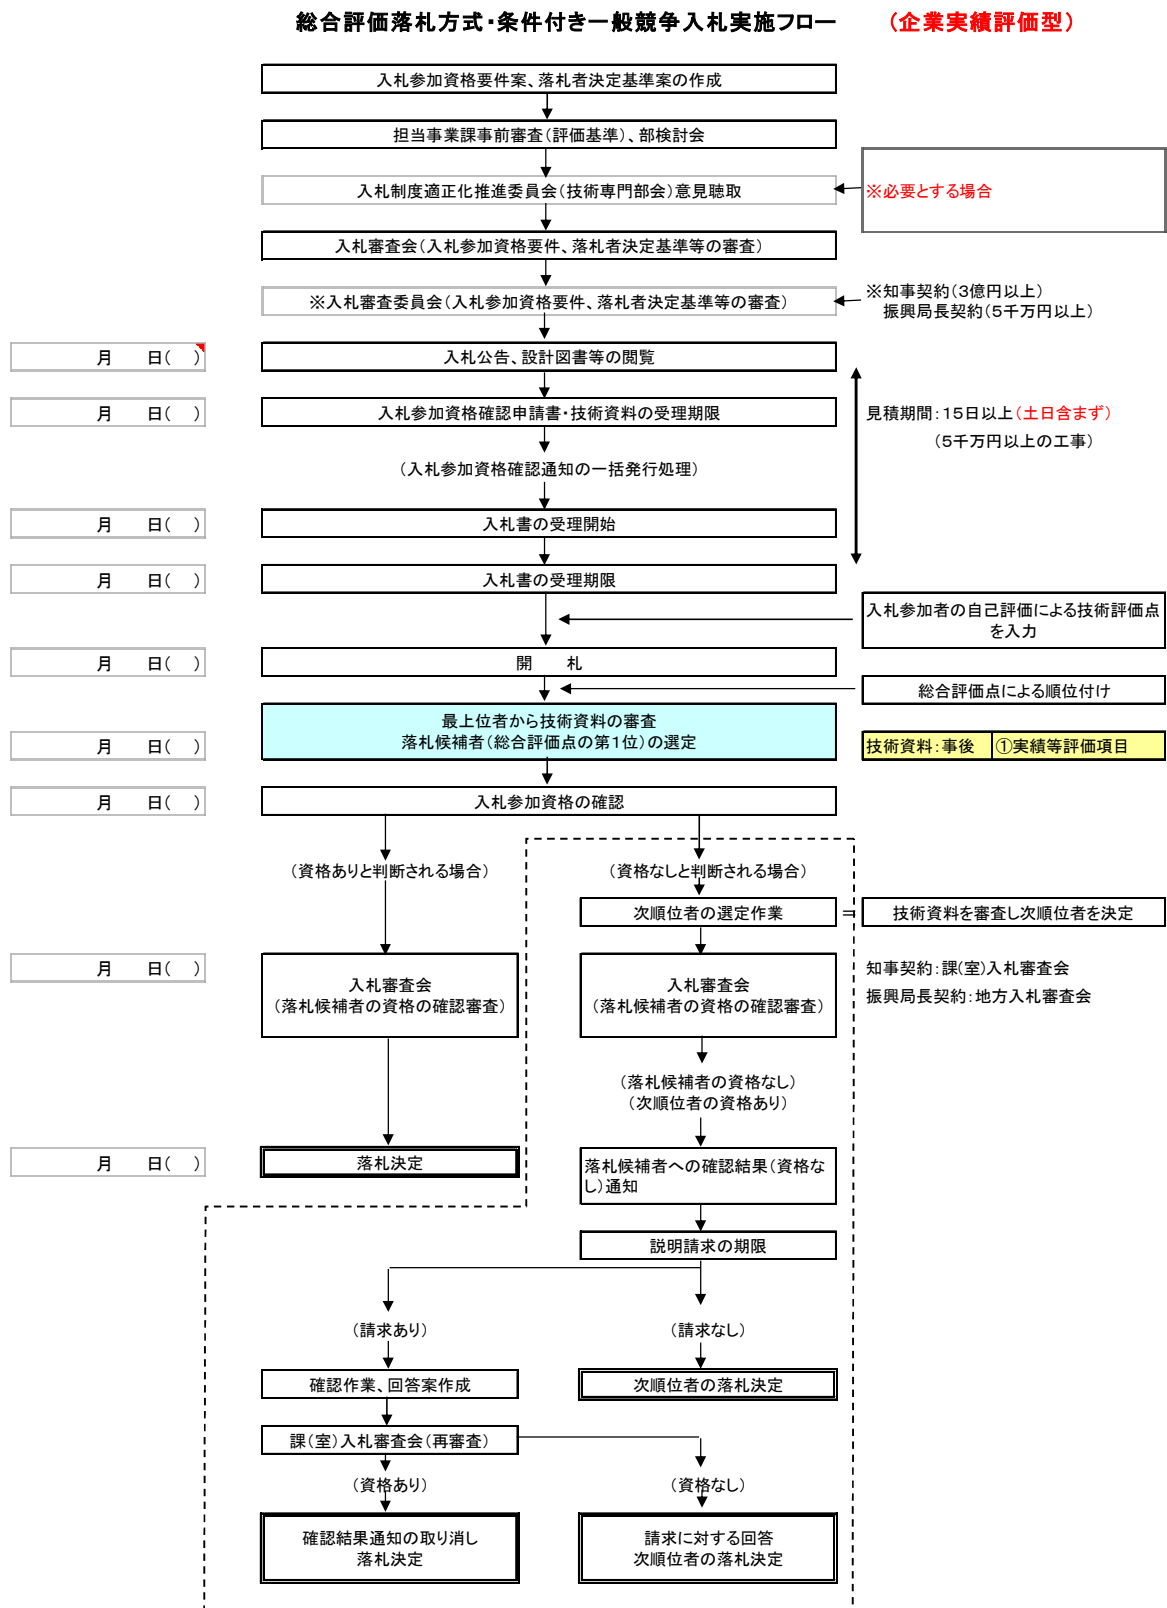 総合評価落札方式・条件付き一般競争入札実施フロー　（企業実績評価型）
入札参加資格要件案、落札者決定基準案の作成
担当事業課事前審査（評価基準）、部検討会
入札制度適正化推進委員会（技術専門部会）意見聴取
※必要とする場合
入札審査会（入札参加資格要件、落札者決定基準等の審査）
※入札審査委員会（入札参加資格要件、落札者決定基準等の審査）
※知事契約（3億円以上）
振興局長契約（5千万円以上）
月　日（　）
入札公告、設計図書等の閲覧
月　日（　）
入札参加資格確認申請書・技術資料の受理期限
見積期間：15日以上（土日含まず）
（5千万円以上の工事）
（入札参加資格確認通知の一括発行処理）
月　日（　）
入札書の受理開始
月　日（　）
入札書の受理期限
入札参加者の自己評価による技術評価点
を入力
月　日（　）
開　札
総合評価点による順位付け
最上位者から技術資料の審査
落札候補者（総合評価点の第1位）の選定
月　日（　）
技術資料：事後　①実績等評価項目
月　日（　）
入札参加資格の確認
（資格ありと判断される場合）
（資格なしと判断される場合）
次順位者の選定作業
＝
技術資料を審査し次順位者を決定
月　日（　）
入札審査会
（落札候補者の資格の確認審査）
入札審査会
（落札候補者の資格の確認審査）
知事契約：課（室）入札審査会
振興局長契約：地方入札審査会
（落札候補者の資格なし）
（次順位者の資格あり）
月　日（　）
落札決定
落札候補者への確認結果（資格な
し）通知
説明請求の期限
（請求あり）
（請求なし）
確認作業、回答案作成
次順位者の落札決定
課（室）入札審査会（再審査）
（資格あり）
（資格なし）
確認結果通知の取り消し
落札決定
請求に対する回答
次順位者の落札決定